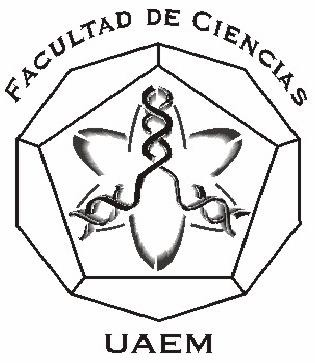 FACULTAD DE CIENCIAS
UAEM